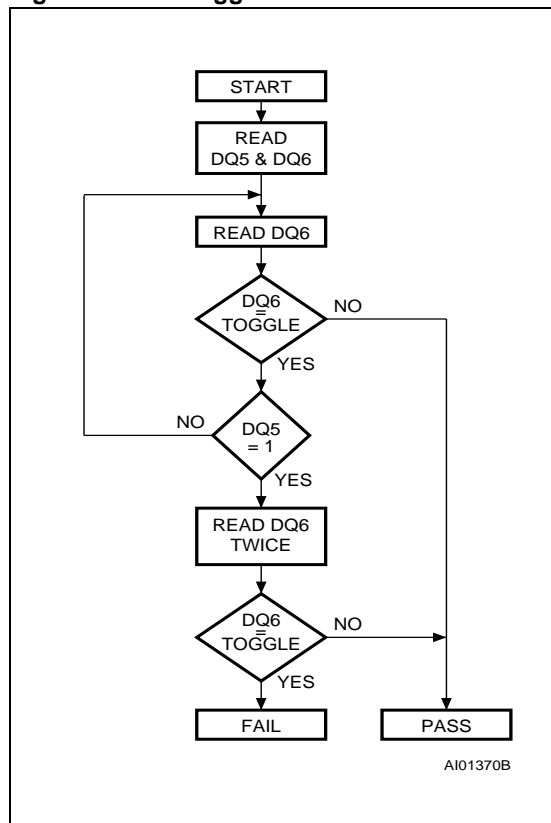 START
READ
DQ5 & DQ6
READ DQ6
DQ6
=
TOGGLE
NO
YES
NO
DQ5
= 1
YES
READ DQ6
TWICE
DQ6
=
TOGGLE
NO
YES
FAIL
PASS
AI01370B